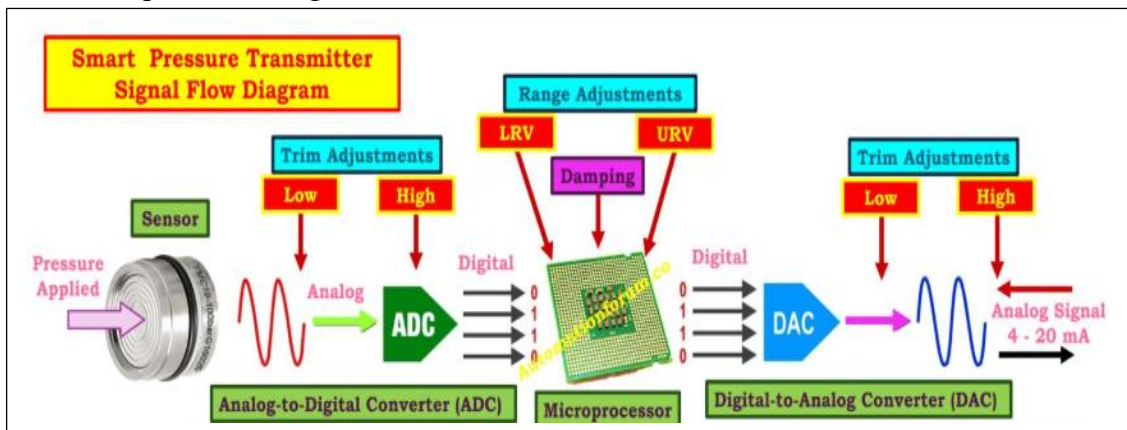 Smart Pressure Transmitter
Signal Flow Diagram
Range Adjustments
LRV
URV
Trim Adjustments
Low
High
Damping
Trim Adjustments
Low
High
Sensor
Pressure
Applied
Analog
ADC
Digital
0
1
1
0
Automationforum co
Digital
0
1
1
0
DAC
Analog Signal
4 - 20 mA
Analog-to-Digital Converter (ADC)
Microprocessor
Digital-to-Analog Converter (DAC)